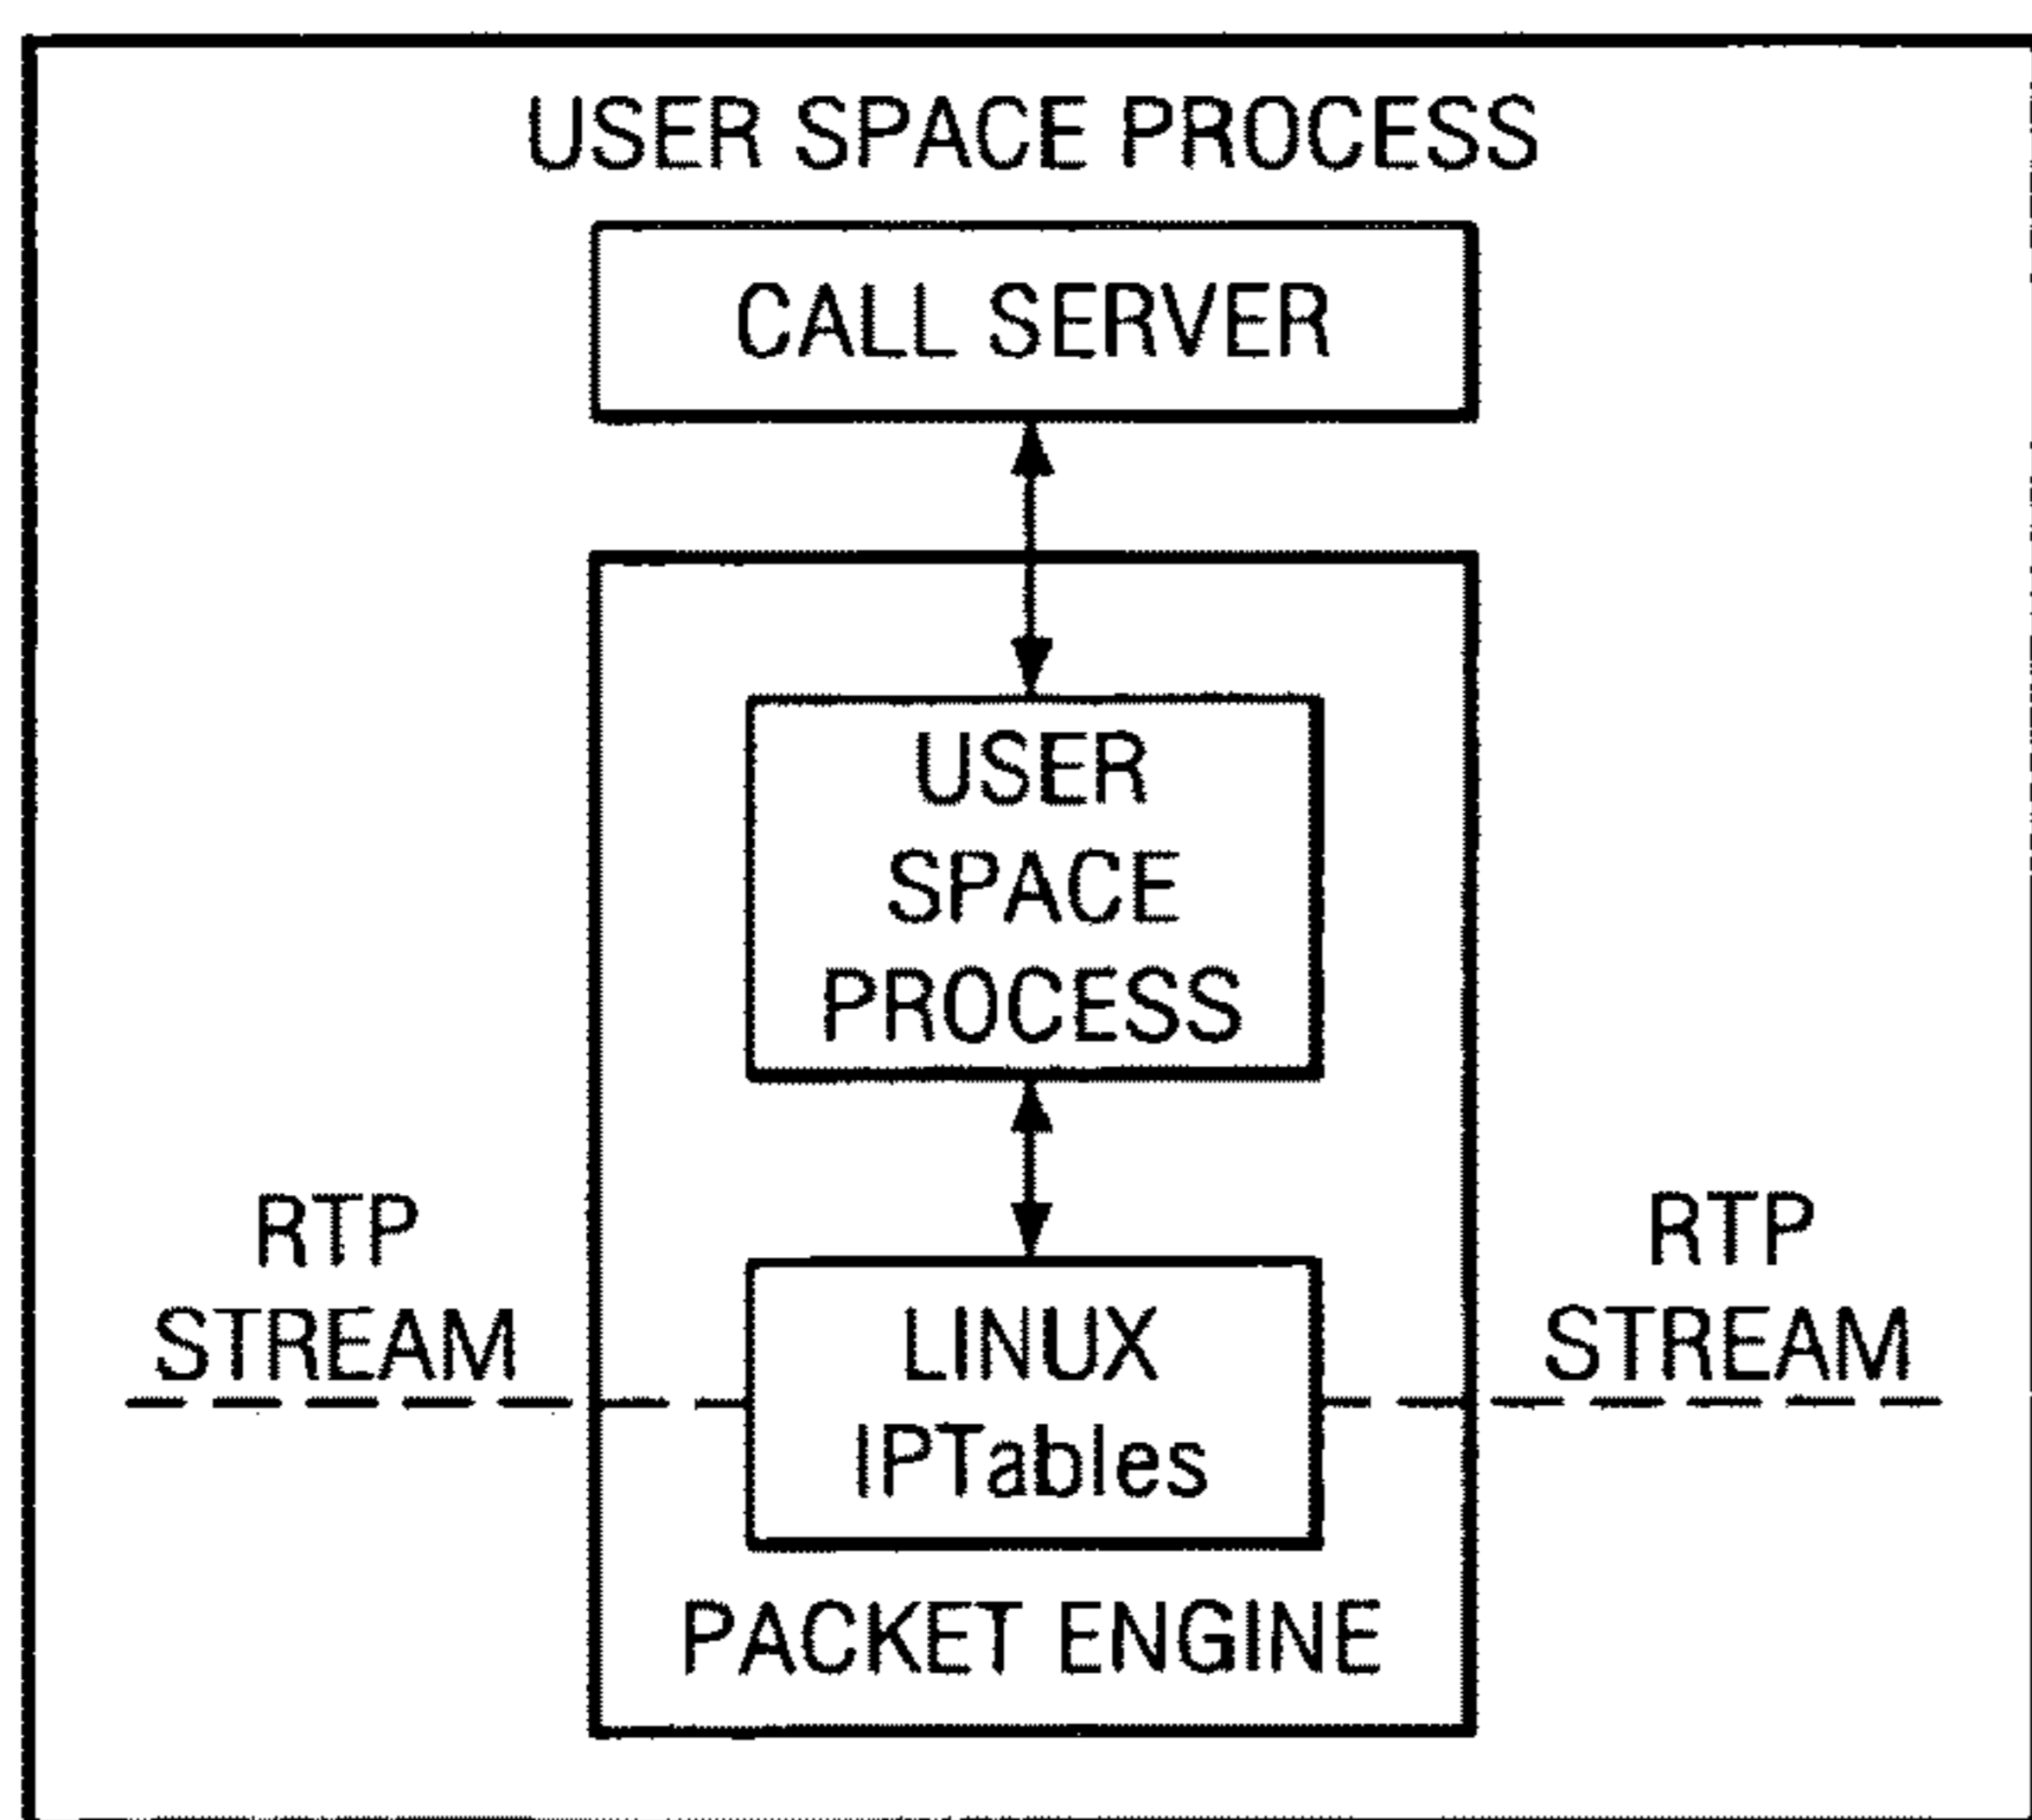 USER SPACE PROCESS
CALL SERVER
USER
SPACE
PROCESS
RTP
STREAM
RTP
STREAM
LINUX
IPTables
PACKET ENGINE